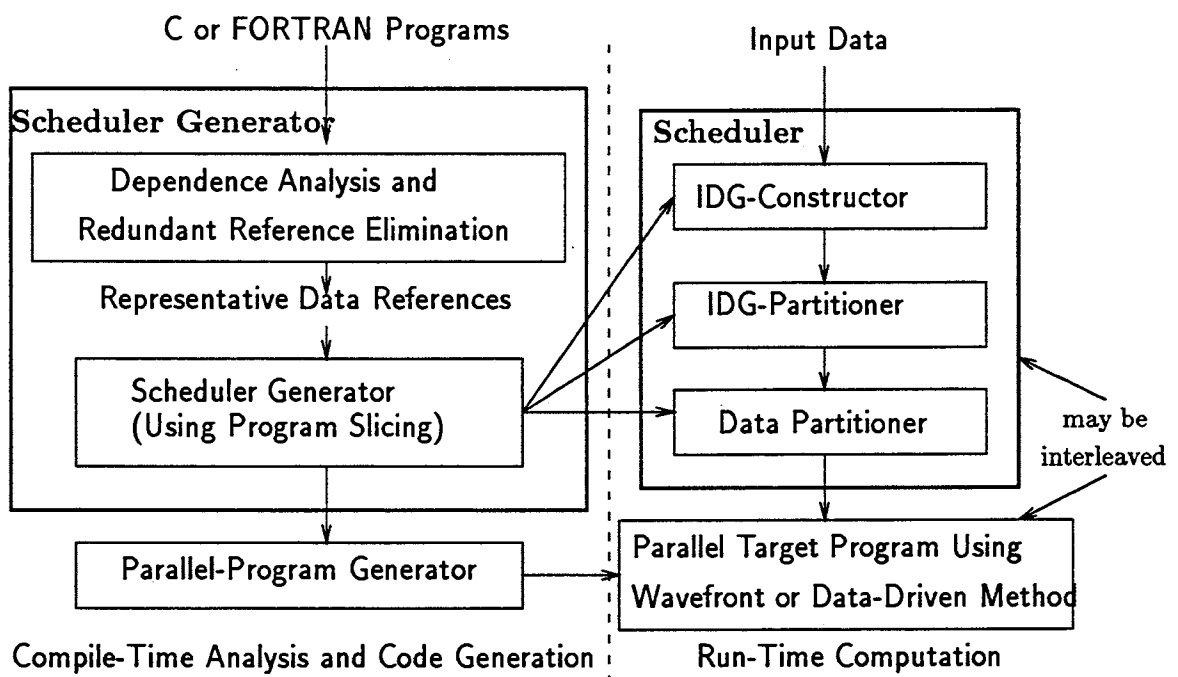 C or FORTRAN Programs
Scheduler Generator
Dependence Analysis and
Redundant Reference Elimination
Representative Data References
Scheduler Generator
(Using Program Slicing)
Parallel-Program Generator
Compile-Time Analysis and Code Generation
Input Data
Scheduler
IDG-Constructor
IDG-Partitioner
Data Partitioner
may be
interleaved
Parallel Target Program Using
Wavefront or Data-Driven Method
Run-Time Computation